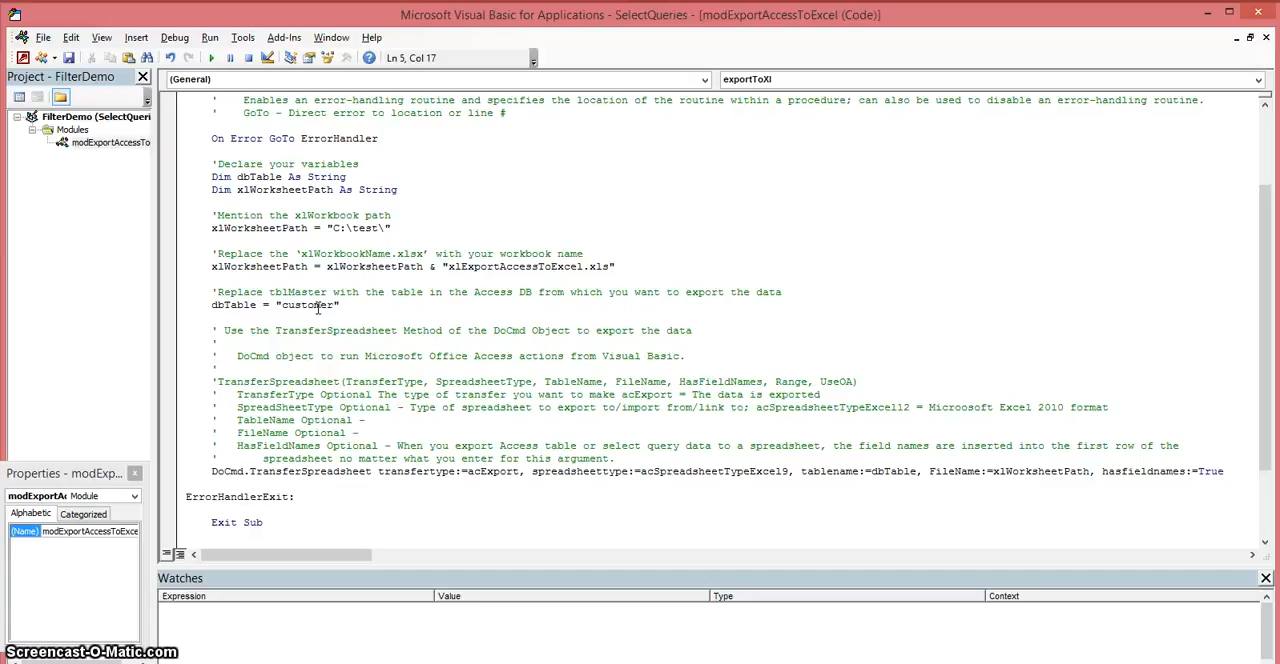 Microsoft Visual Basic for Applications - SelectQueries - [modExportAccessToExcel (Code)]
File Edit View Insert Debug Run Tools Add-Ins Window Help
Ln 5, Col 17
Project - FilterDemo
(General) exportToXl
FilterDemo (SelectQueri
Modules
modExportAccessTo
' Enables an error-handling routine and specifies the location of the routine within a procedure; can also be used to disable an error-handling routine.
' GoTo - Direct error to location or line #
On Error GoTo ErrorHandler
'Declare your variables
Dim dbTable As String
Dim xlWorksheetPath As String
'Mention the xlWorkbook path
xlWorksheetPath = "C:\test\"
'Replace the ‘xlWorkbookName.xlsx’ with your workbook name
xlWorksheetPath = xlWorksheetPath & "xlExportAccessToExcel.xls"
'Replace tblMaster with the table in the Access DB from which you want to export the data
dbTable = "customer"
' Use the TransferSpreadsheet Method of the DoCmd Object to export the data
'
' DoCmd object to run Microsoft Office Access actions from Visual Basic.
'
'TransferSpreadsheet(TransferType, SpreadsheetType, TableName, FileName, HasFieldNames, Range, UseOA)
' TransferType Optional The type of transfer you want to make acExport = The data is exported
' SpreadSheetType Optional - Type of spreadsheet to export to/import from/link to; acSpreadsheetTypeExcel12 = Micrososft Excel 2010 format
' TableName Optional -
' FileName Optional -
' HasFieldNames Optional - When you export Access table or select query data to a spreadsheet, the field names are inserted into the first row of the
' spreadsheet no matter what you enter for this argument.
DoCmd.TransferSpreadsheet transfertype:=acExport, spreadsheettype:=acSpreadsheetTypeExcel9, tablename:=dbTable, FileName:=xlWorksheetPath, hasfieldnames:=True
ErrorHandlerExit:
Exit Sub
Properties - modExp...
modExportAc Module
Alphabetic Categorized
(Name) modExportAccessToExce
Watches
Expression Value Type Context
Screencast-O-Matic.com